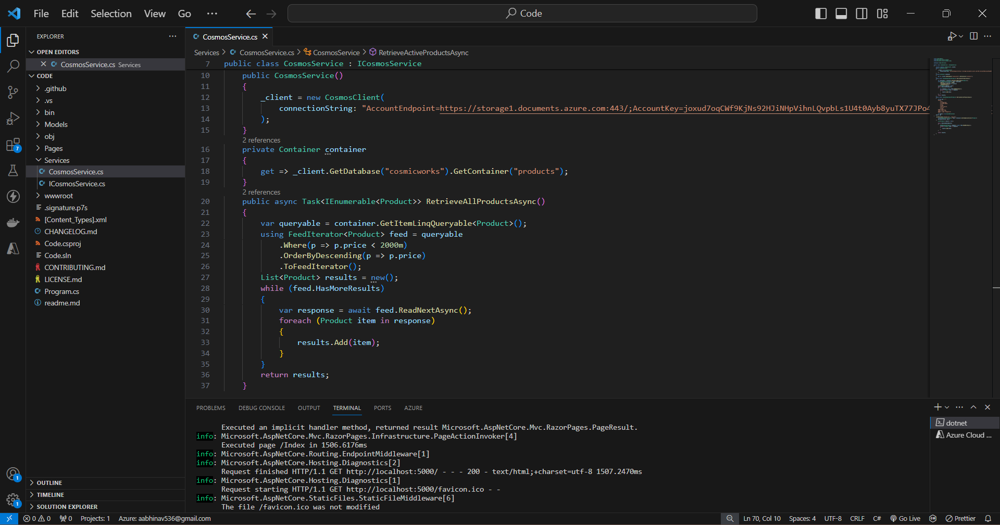 File Edit Selection View Go ··· Code
EXPLORER
OPEN EDITORS
CosmosService.cs Services
CODE
.github
.vs
bin
Models
obj
Pages
Services
CosmosService.cs
ICosmosService.cs
wwwroot
.signature.p7s
[Content_Types].xml
CHANGELOG.md
Code.csproj
Code.sln
CONTRIBUTING.md
LICENSE.md
Program.cs
readme.md
OUTLINE
TIMELINE
SOLUTION EXPLORER
7
1
1
CosmosService.cs
Services > CosmosService.cs > CosmosService > RetrieveActiveProductsAsync
7 public class CosmosService : ICosmosService
10 public CosmosService()
11 {
12 _client = new CosmosClient(
13 connectionString: "AccountEndpoint=https://storage1.documents.azure.com:443/;AccountKey=joxud7oqCWf9KjNs92HJiNHpVihnLQvpbLs1U4t0Ayb8yuTX77JPo4
14 );
15 }
2 references
16 private Container container
17 {
18 get => _client.GetDatabase("cosmicworks").GetContainer("products");
19 }
2 references
20 public async Task<IEnumerable<Product>> RetrieveAllProductsAsync()
21 {
22 var queryable = container.GetItemLinqQueryable<Product>();
23 using FeedIterator<Product> feed = queryable
24 .Where(p => p.price < 2000m)
25 .OrderByDescending(p => p.price)
26 .ToFeedIterator();
27 List<Product> results = new();
28 while (feed.HasMoreResults)
29 {
30 var response = await feed.ReadNextAsync();
31 foreach (Product item in response)
32 {
33 results.Add(item);
34 }
35 }
36 return results;
37 }
PROBLEMS DEBUG CONSOLE OUTPUT TERMINAL PORTS AZURE
Executed an implicit handler method, returned result Microsoft.AspNetCore.Mvc.RazorPages.PageResult.
info: Microsoft.AspNetCore.Mvc.RazorPages.Infrastructure.PageActionInvoker[4]
Executed page /Index in 1506.6176ms
info: Microsoft.AspNetCore.Routing.EndpointMiddleware[1]
info: Microsoft.AspNetCore.Hosting.Diagnostics[2]
Request finished HTTP/1.1 GET http://localhost:5000/ - - - 200 - text/html;+charset=utf-8 1507.2470ms
info: Microsoft.AspNetCore.Hosting.Diagnostics[1]
Request starting HTTP/1.1 GET http://localhost:5000/favicon.ico - -
info: Microsoft.AspNetCore.StaticFiles.StaticFileMiddleware[6]
The file /favicon.ico was not modified
dotnet
Azure Cloud ...
0 0 0 Projects: 1 Azure: aabhinav536@gmail.com Ln 70, Col 10 Spaces: 4 UTF-8 CRLF C# Go Live Prettier